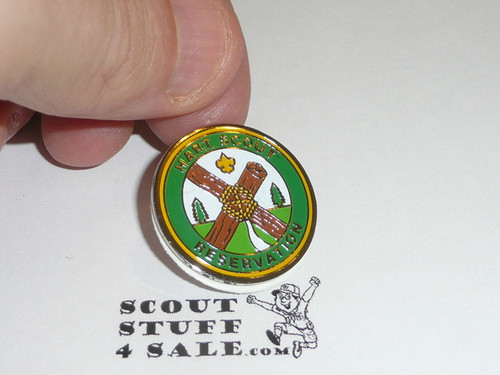 HART SCOUT
RESERVATION
SCOUT
STUFF
4 SALE.COM